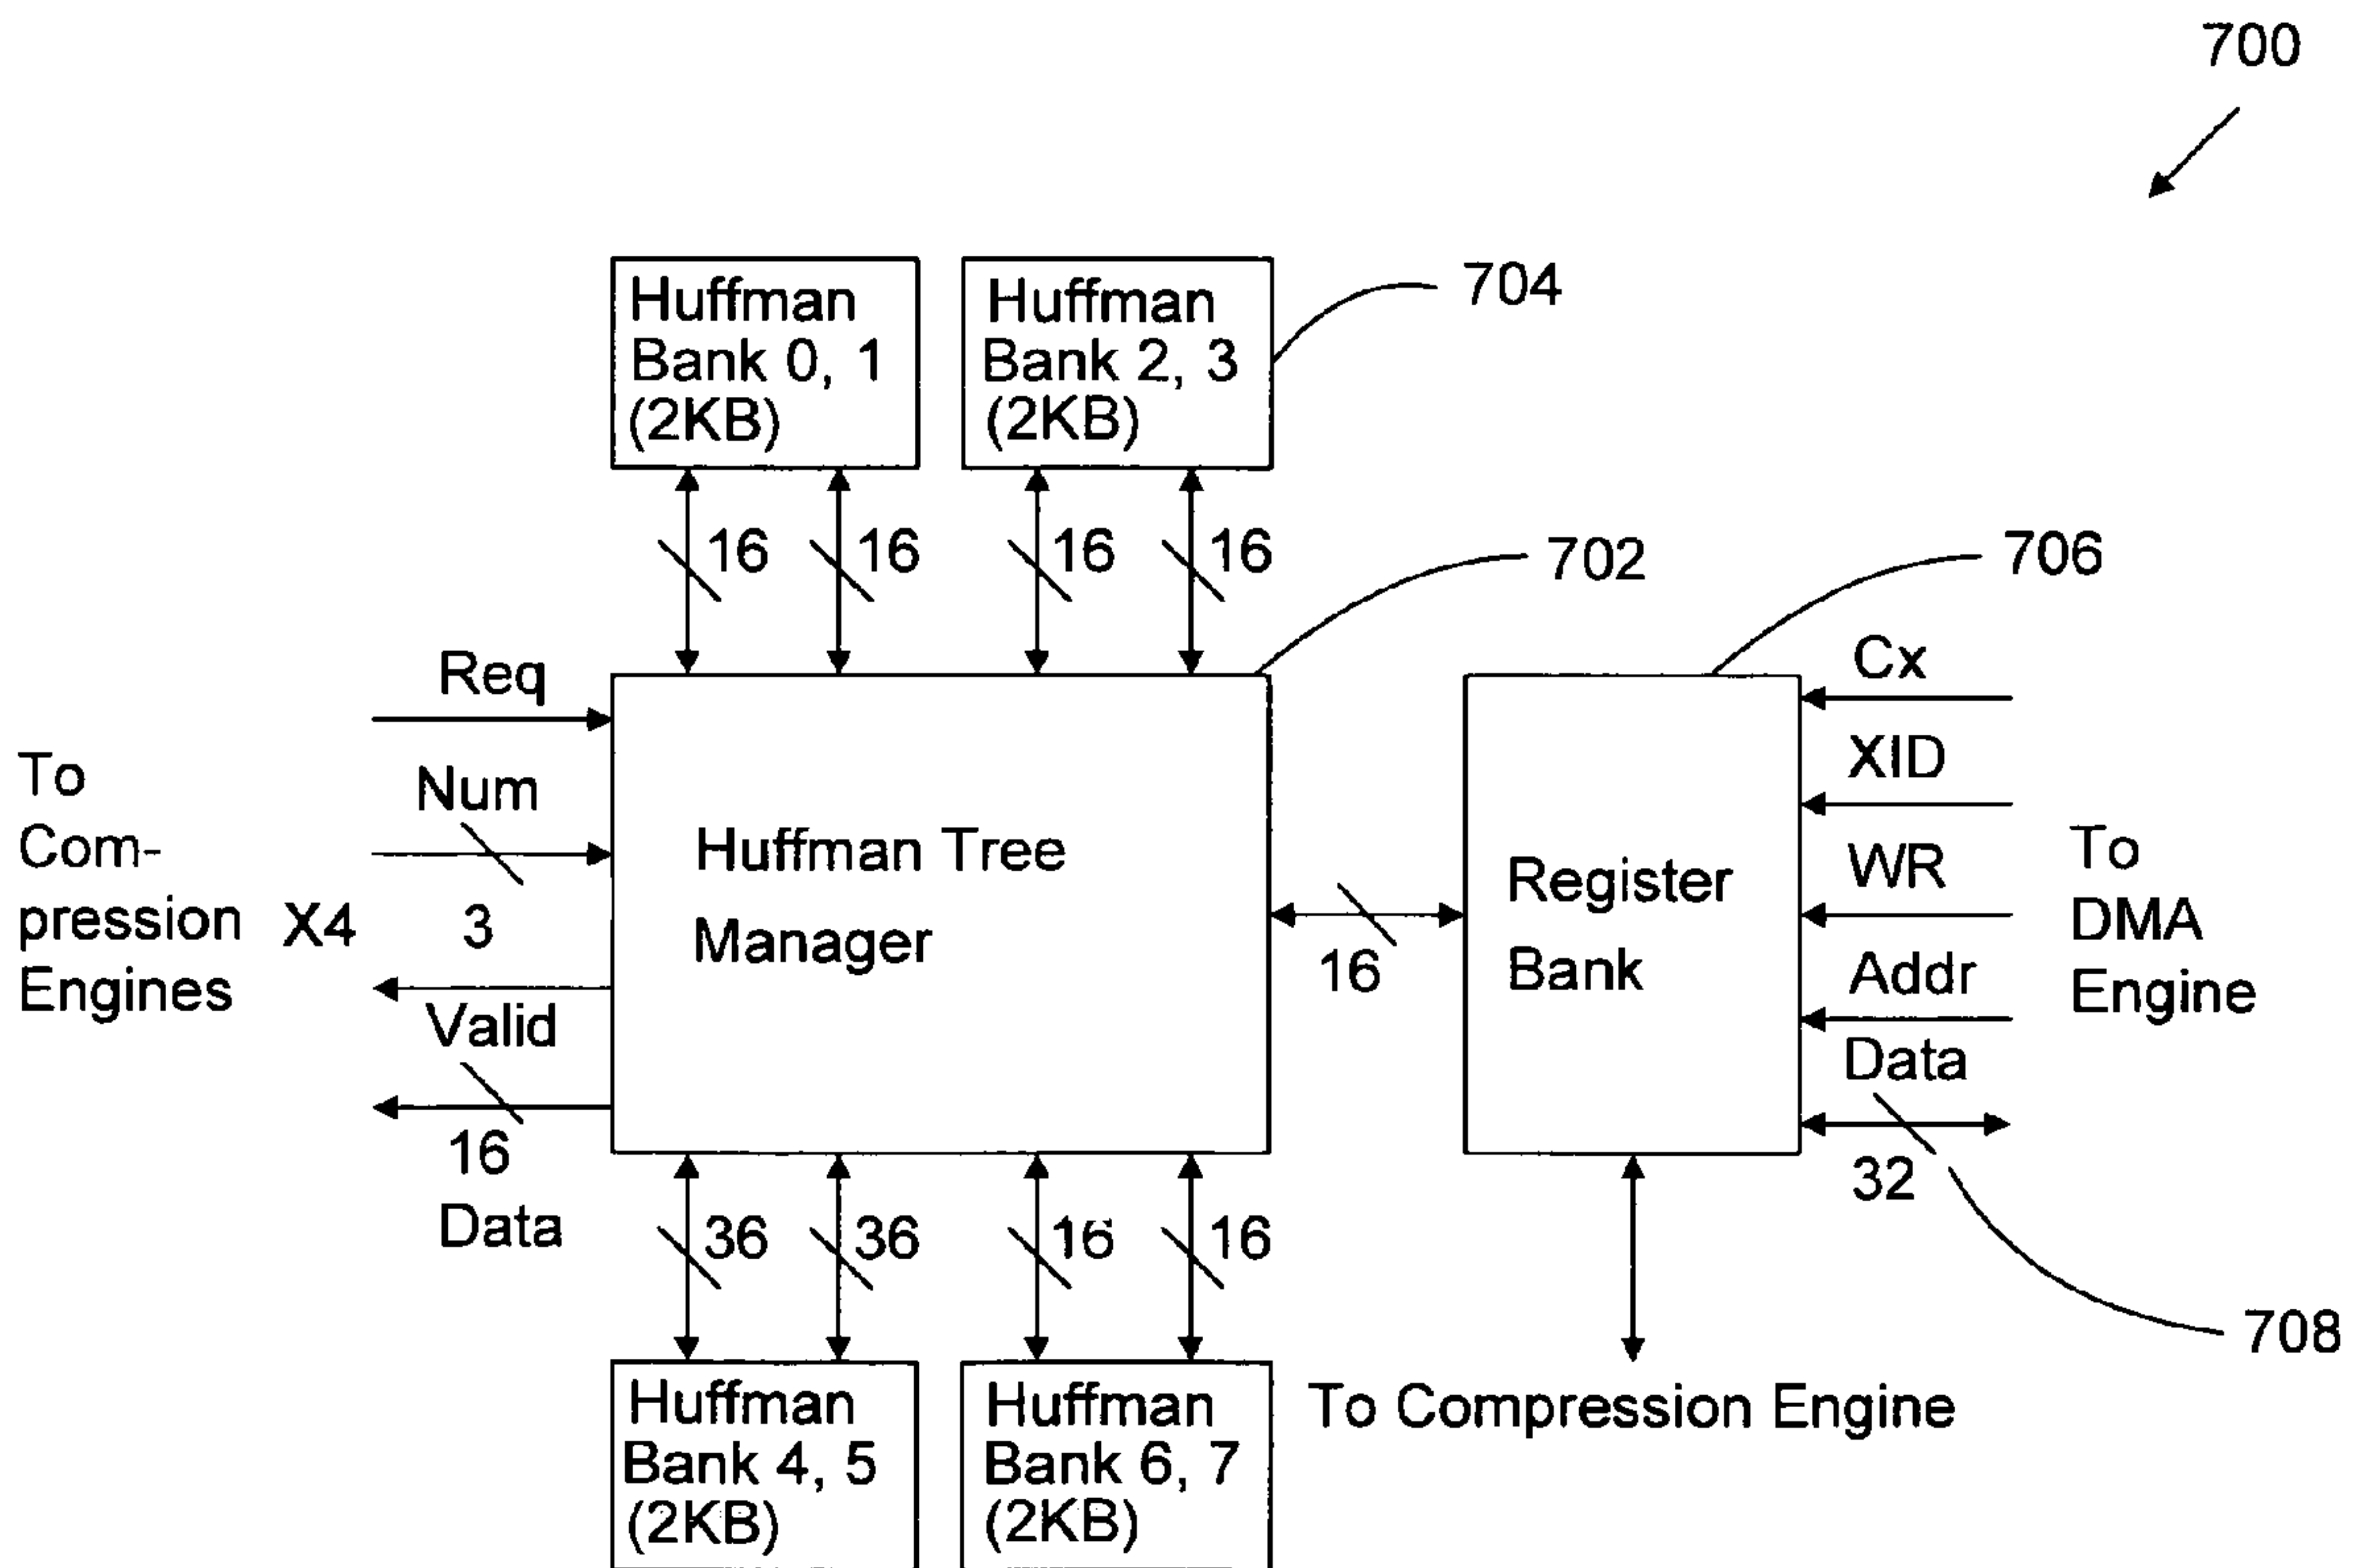 700
Huffman
Bank 0, 1
(2KB)
Huffman
Bank 2, 3
(2KB)
704
16
16
16
16
702
706
Req
Num
3
Valid
16
Data
To
Com-
pression
Engines
X4
Huffman Tree
Manager
16
Register
Bank
Cx
XID
WR
Addr
Data
32
To
DMA
Engine
708
36
36
16
16
Huffman
Bank 4, 5
(2KB)
Huffman
Bank 6, 7
(2KB)
To Compression Engine